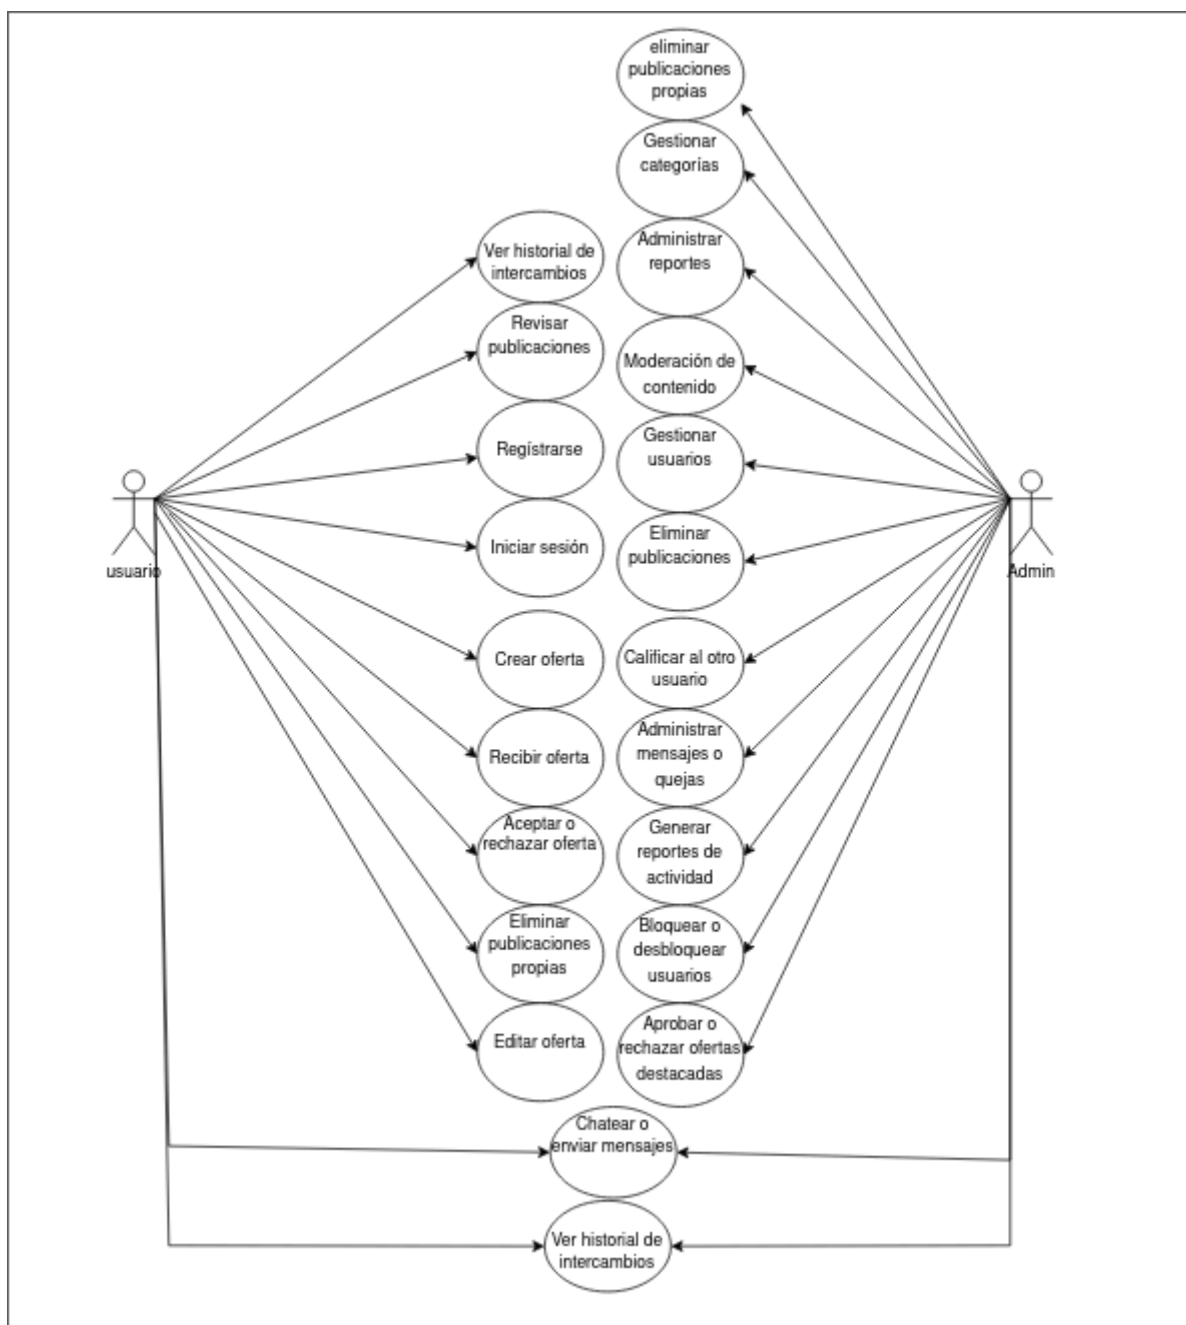 eliminar
publicaciones
propias
Gestionar
categorías
Ver historial de
intercambios
Administrar
reportes
Revisar
publicaciones
Moderación de
contenido
Regístrarse
Gestionar
usuarios
Iniciar sesión
Eliminar
publicaciones
usuario
Admin
Crear oferta
Calificar al otro
usuario
Recibir oferta
Administrar
mensajes o
quejas
Aceptar o
rechazar oferta
Generar
reportes de
actividad
Eliminar
publicaciones
propias
Bloquear o
desbloquear
usuarios
Editar oferta
Aprobar o
rechazar ofertas
destacadas
Chatear o
enviar mensajes
Ver historial de
intercambios